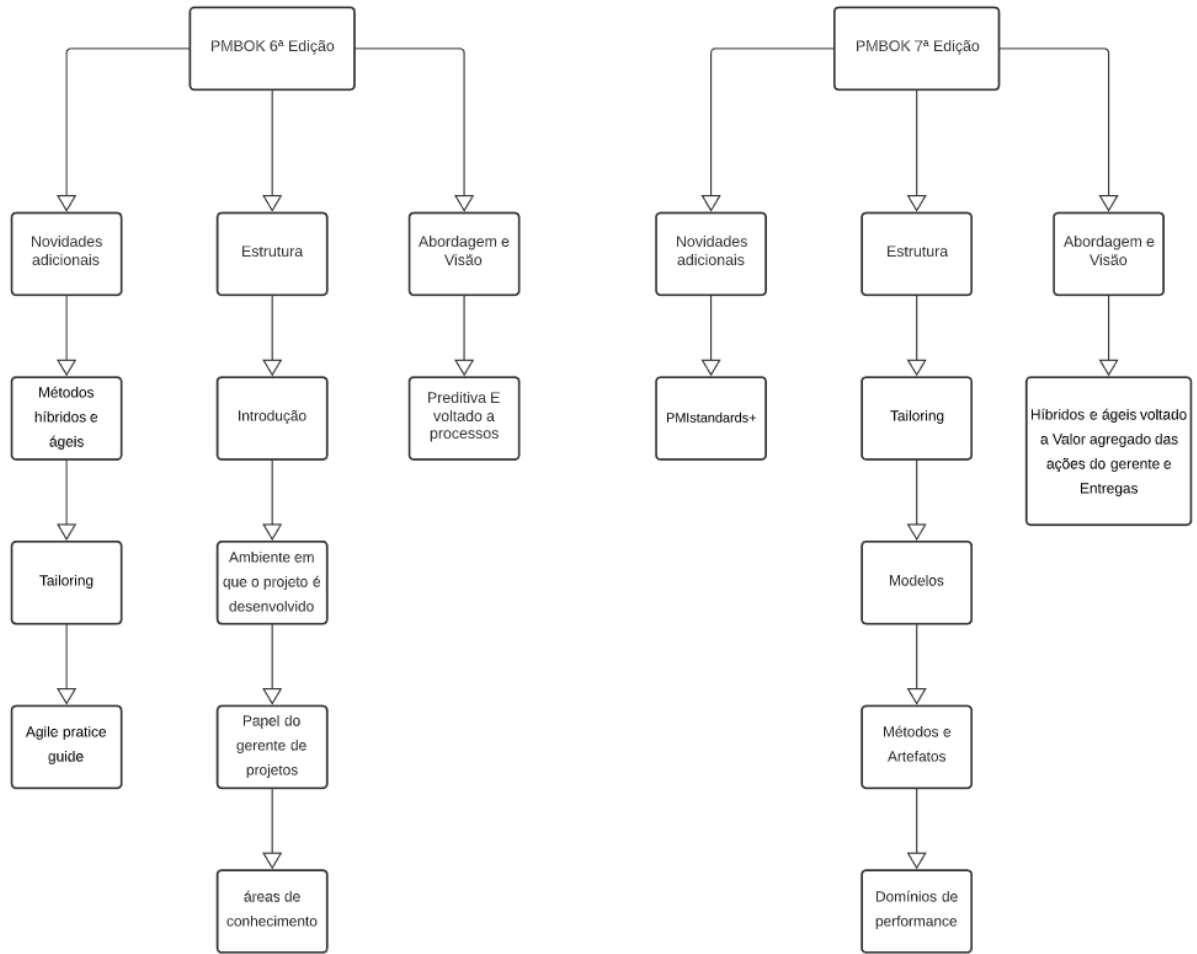 PMBOK 6ª Edição
Novidades
adicionais
Estrutura
Abordagem e
Visão
Métodos
híbridos e
ágeis
Introdução
Preditiva E
voltado a
processos
Tailoring
Ambiente em
que o projeto é
desenvolvido
Agile pratice
guide
Papel do
gerente de
projetos
áreas de
conhecimento
PMBOK 7ª Edição
Novidades
adicionais
Estrutura
Abordagem e
Visão
PMIstandards+
Tailoring
Híbridos e ágeis voltado
a Valor agregado das
ações do gerente e
Entregas
Modelos
Métodos e
Artefatos
Domínios de
performance